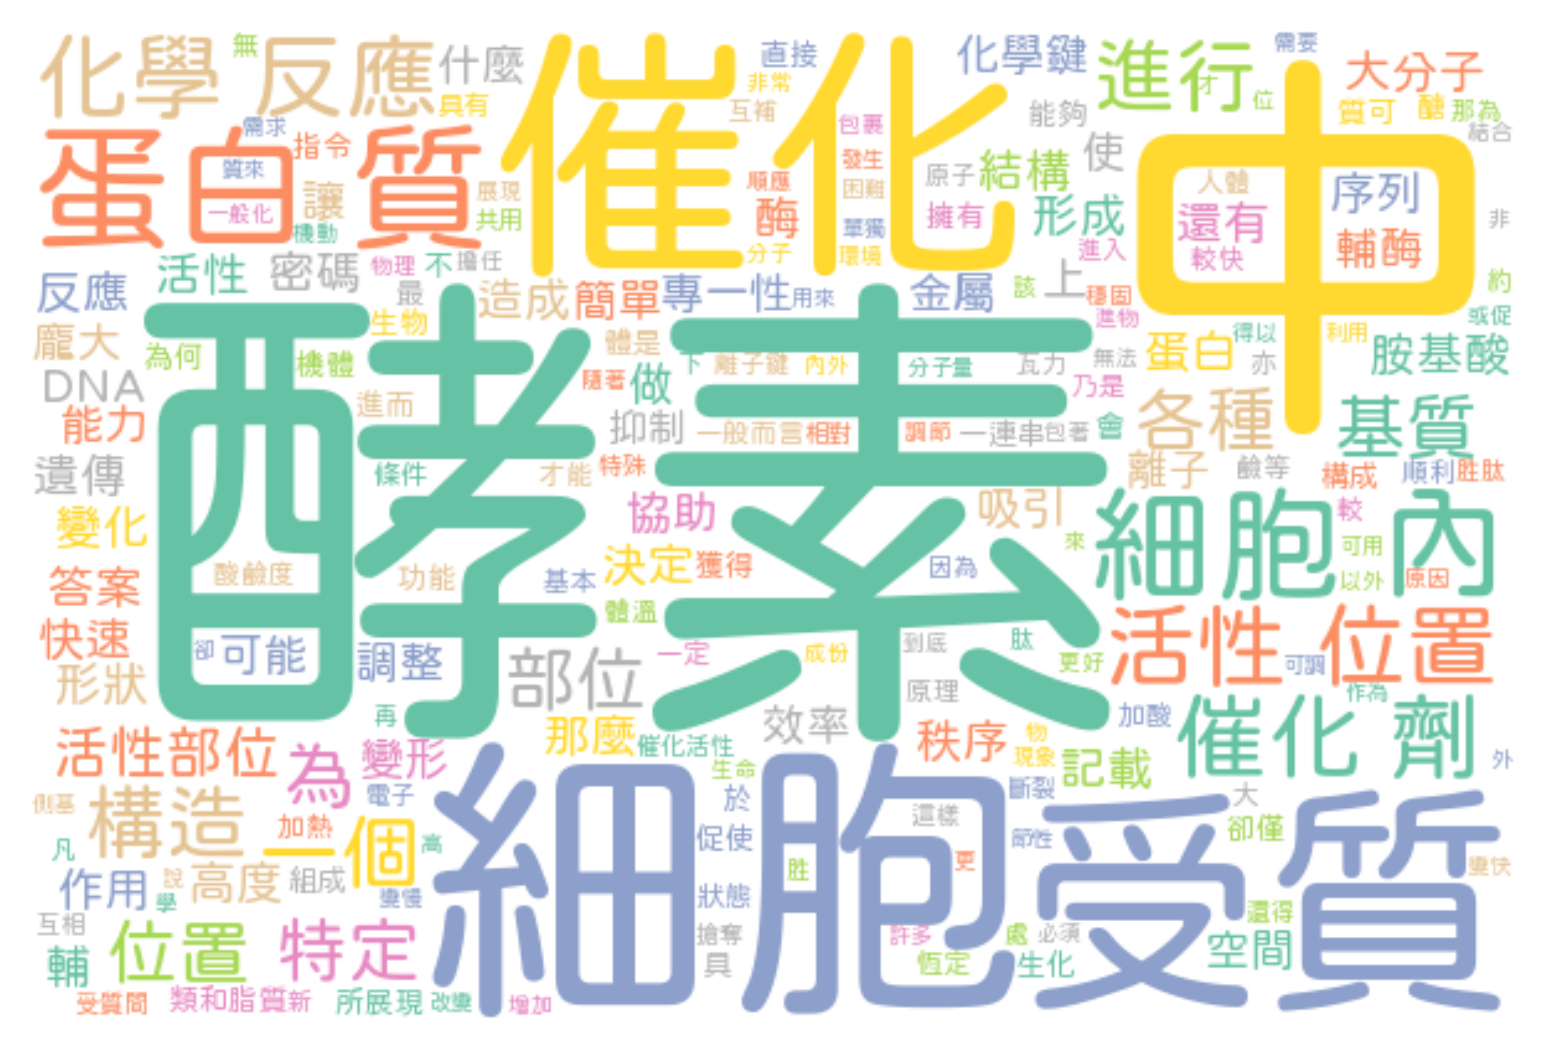 化學 反應 什麼 催化 直接 化學鍵 進行 需要 大分子
無 具有 非常 互補 能夠 才 位 質可 醣 那為 結合
蛋白質 需求 指令 包裹 使 中
質來 讓 展現 發生 原子 結構 人體 序列
一般化 機動 共用 順應 困難 酶 單獨 擁有 形成 還有 輔酶 非
分子 環境 進入 較快
反應 活性 密碼 物理 不 擔任 最 造成 簡單 專一性 用來 金屬 該 上 穩固 約
龐大 為何 生物 機體 酵素 體是 進物 蛋白 得以 利用 或促
DNA 隨著 做 下 離子鍵 內外 分子量 瓦力 無法 亦 胺基酸
能力 進而 抑制 一般而言 相對 調節 一連串 包著 乃是 會 各種 基質
遺傳 條件 才能 特殊 離子 鹼等 構成 順利 胜肽
變化 協助 吸引 細胞 內 較
答案 酸鹼度 功能 基本 決定 獲得 因為 來 可用 以外 原因
快速 卻 可能 調整 體溫 一定 成份 到底 肽 更好 活性 位置
形狀 部位 原理 可調 作為
再 那麼 催化活性 效率 秩序 加酸 催化 劑
活性部位 為 變形 生命 物 現象 記載 外
側基 構造 電子 細胞 於 斷裂 大 受質
加熱 一個 高 促使 這樣 節性 卻僅
凡 作用 說 高度 組成 變慢 胜 更 變快
學 狀態 還得
互相 位置 特定 搶奪 許多 處 必須 空間
輔 具 恆定 生化
受質間 類和脂質新 所展現 改變 增加